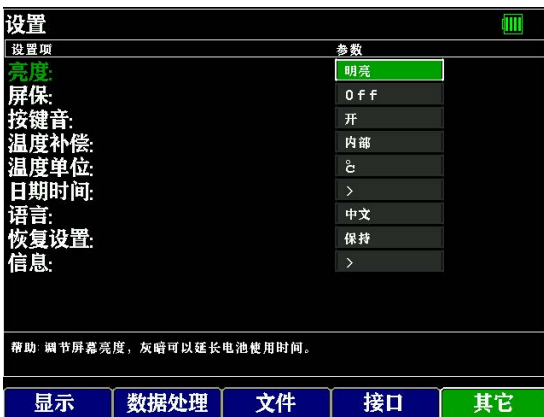 设置
设置项 参数
亮度: 明亮
屏保: Off
按键音: 开
温度补偿: 内部
温度单位: ℃
日期时间: >
语言: 中文
恢复设置: 保持
信息: >
帮助: 调节屏幕亮度，灰暗可以延长电池使用时间。
显示 数据处理 文件 接口 其它